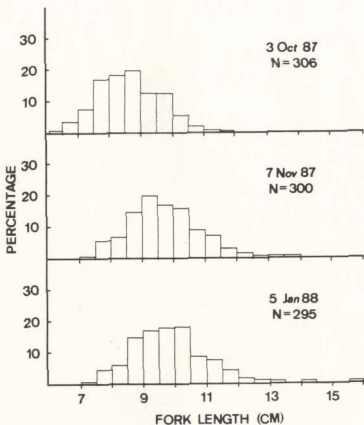 30
20
10
3 Oct 87
N = 306
30
20
10
7 Nov 87
N = 300
30
20
10
5 Jan 88
N = 295
PERCENTAGE
7 9 11 13 15
FORK LENGTH (CM)